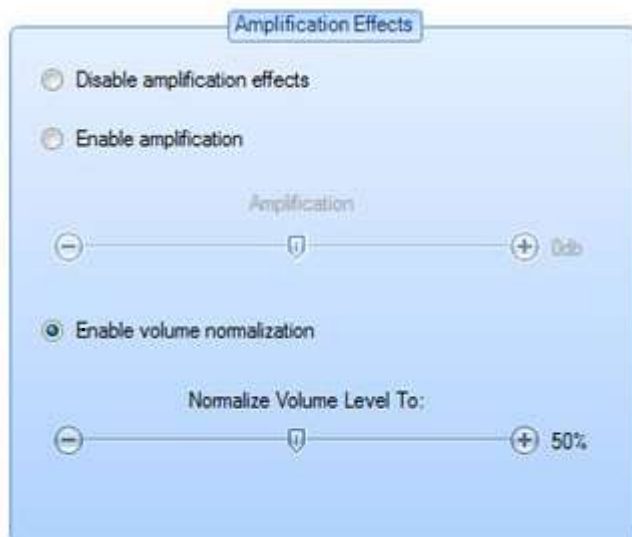 Amplification Effects
Disable amplification effects
Enable amplification
Amplification
0db
Enable volume normalization
Normalize Volume Level To:
50%